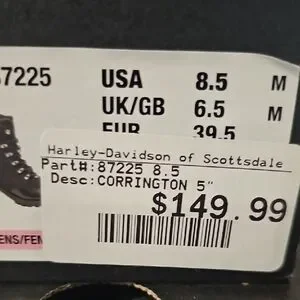 87225 USA 8.5 M
UK/GB 6.5 M
EUR 39.5
Harley-Davidson of Scottsdale
Part#:87225 8.5
Desc:CORRINGTON 5"
$149.99